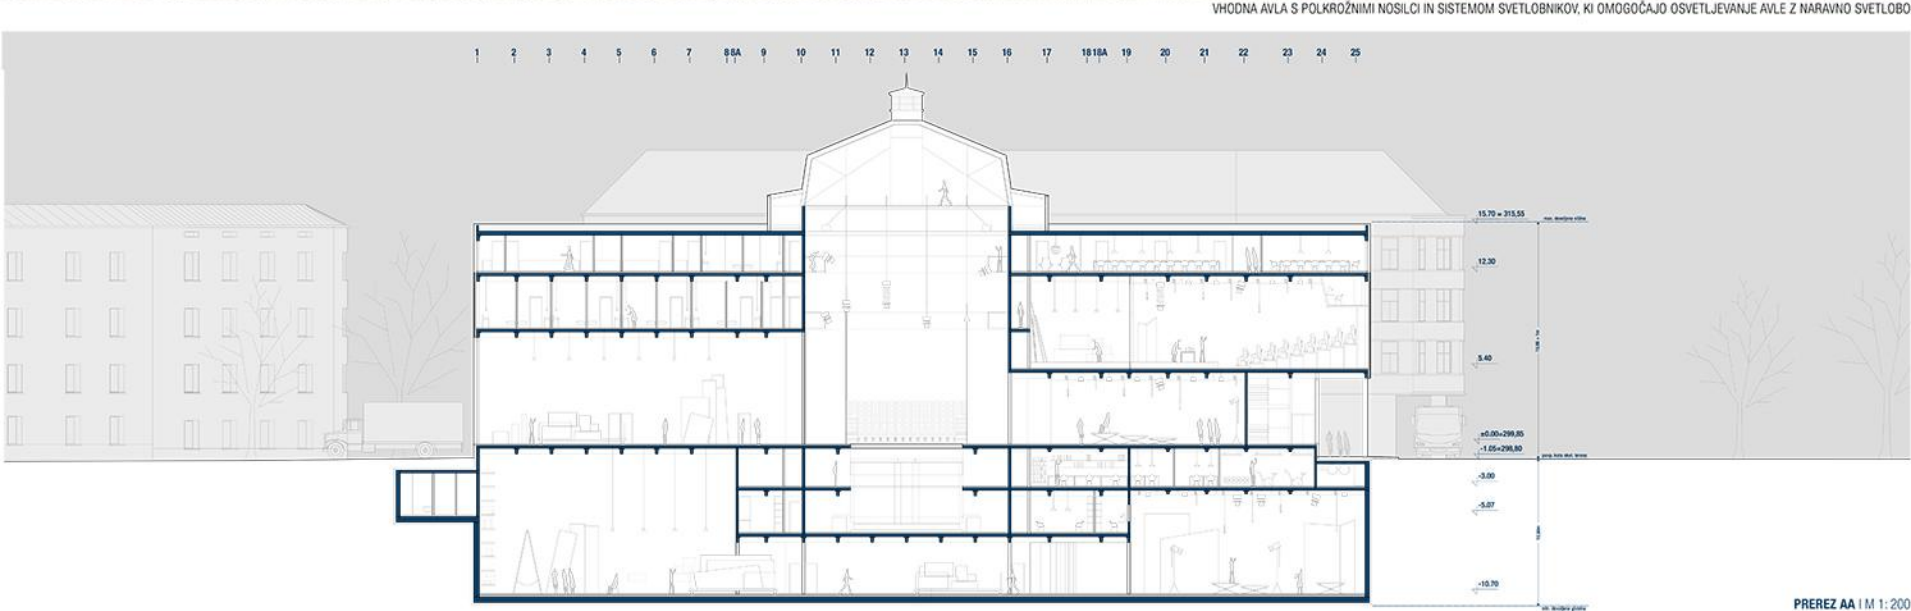 VHODNA AVLA S POLKROŽNIMI NOSILCI IN SISTEMOM SVETLOBNIKOV, KI OMOGOČAJO OSVETLJEVANJE AVLE Z NARAVNO SVETLOBO
1 2 3 4 5 6 7 8 8A 9 10 11 12 13 14 15 16 17 18 18A 19 20 21 22 23 24 25
15.70 = 315,55
12.30
5.40
±0.00=299,85
-1.05=298,80
-3.00
-5.07
-10.70
PREREZ AA | M 1: 200